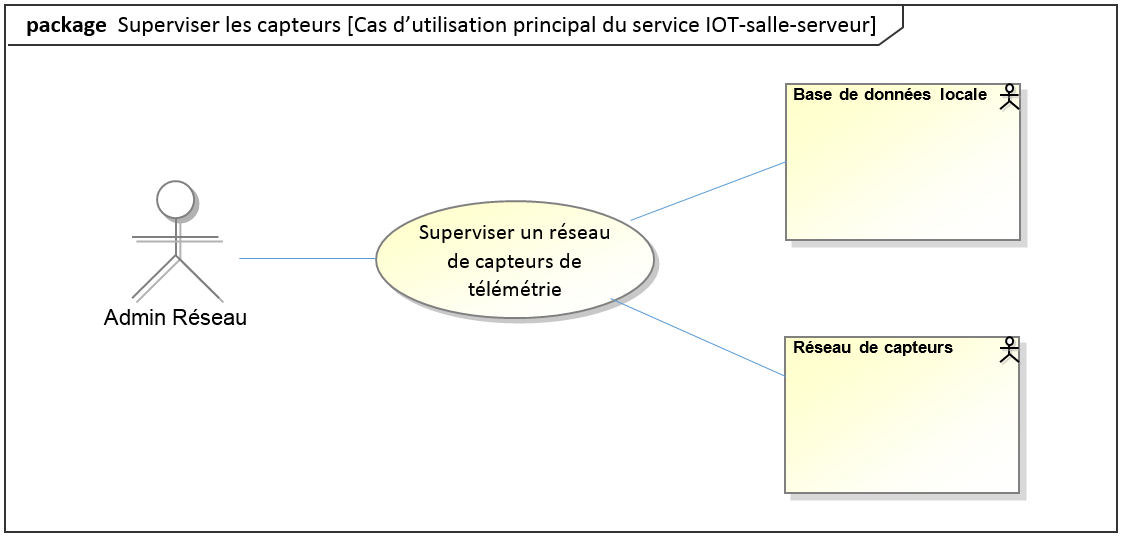 package Superviser les capteurs [Cas d’utilisation principal du service IOT-salle-serveur]
Base de données locale
Superviser un réseau
de capteurs de
télémétrie
Admin Réseau
Réseau de capteurs